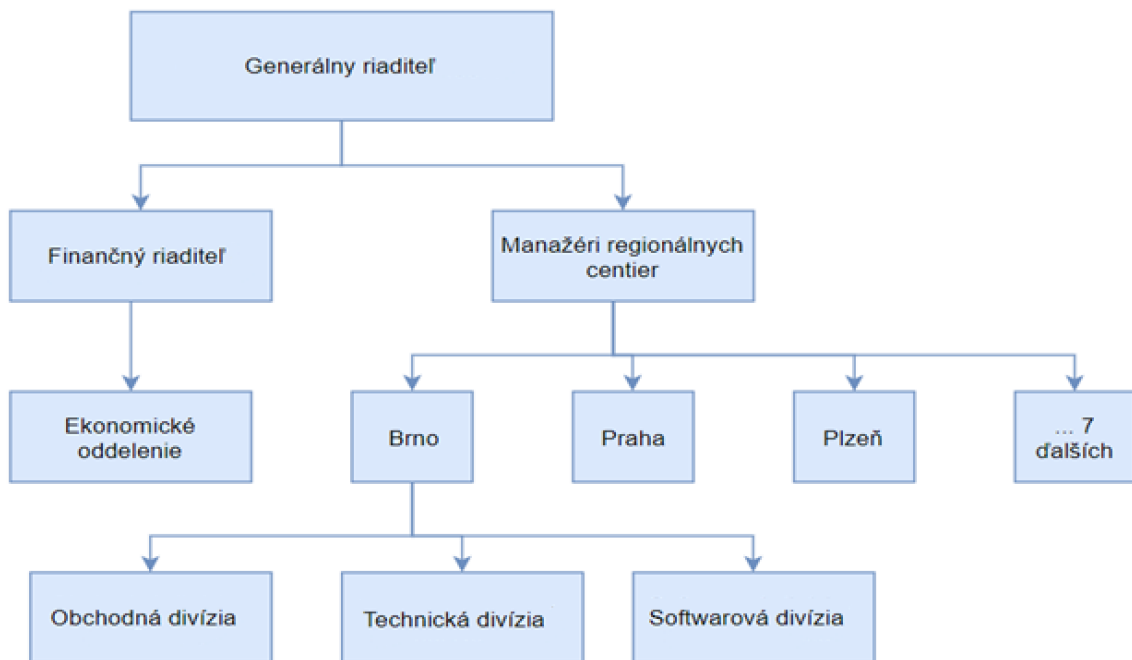 Generálny riaditeľ
Finančný riaditeľ
Manažéri regionálnych
centier
Ekonomické
oddelenie
Brno
Praha
Plzeň
... 7
ďalších
Obchodná divízia
Technická divízia
Softwarová divízia